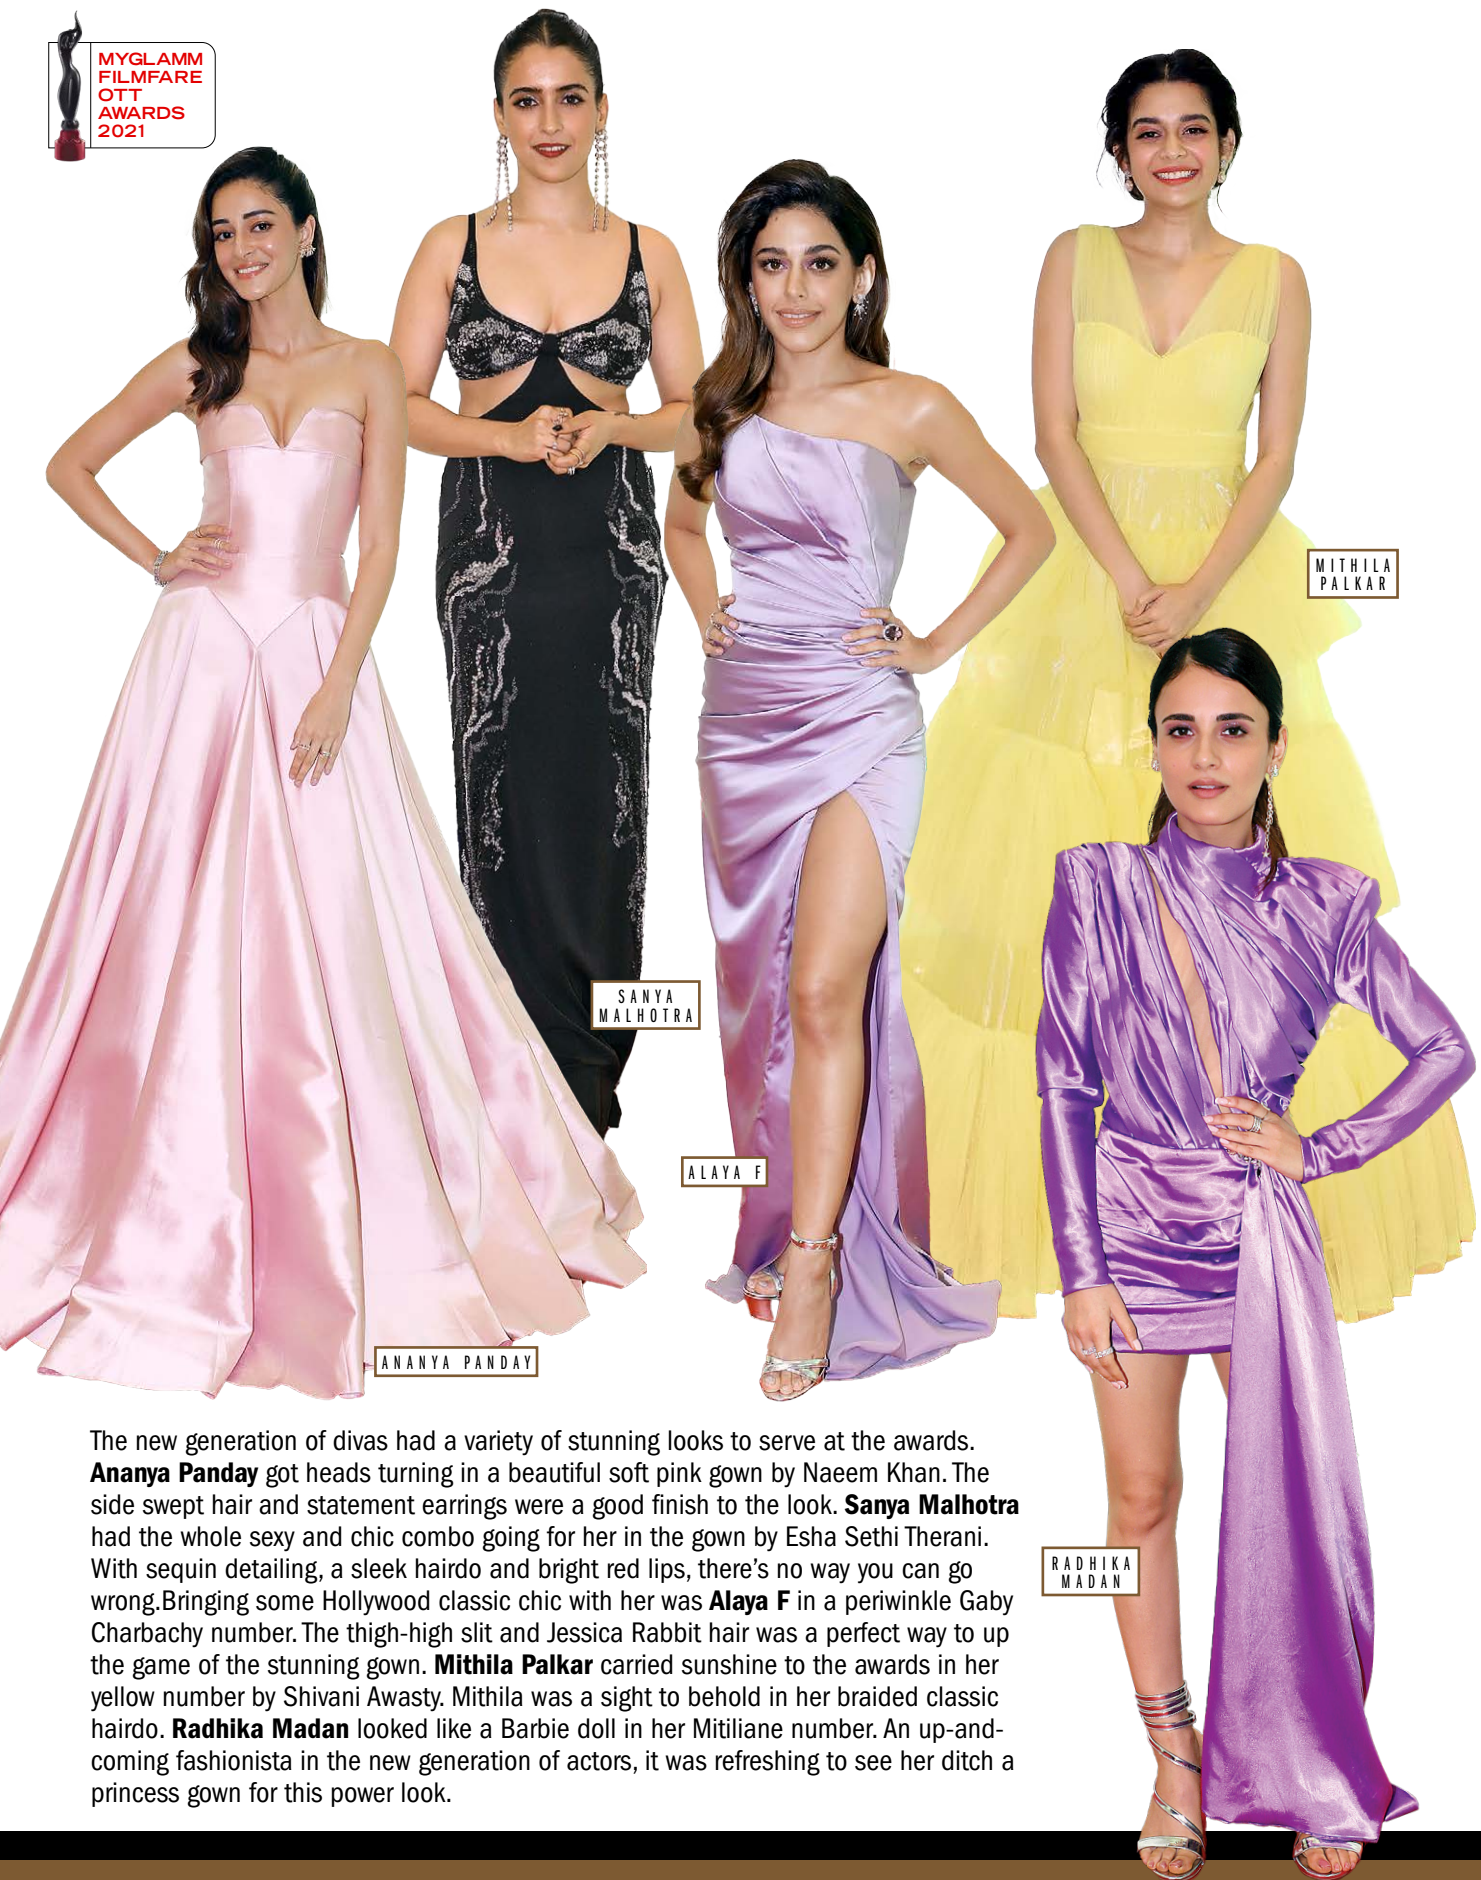 MYGLAMM
FILMFARE
OTT
AWARDS
2021
MITHILA
PALKAR
SANYA
MALHOTRA
ALAYA F
ANANYA PANDAY
RADHIKA
MADAN
The new generation of divas had a variety of stunning looks to serve at the awards.
Ananya Panday got heads turning in a beautiful soft pink gown by Naeem Khan. The
side swept hair and statement earrings were a good finish to the look. Sanya Malhotra
had the whole sexy and chic combo going for her in the gown by Esha Sethi Therani.
With sequin detailing, a sleek hairdo and bright red lips, there's no way you can go
wrong.Bringing some Hollywood classic chic with her was Alaya F in a periwinkle Gaby
Charbachy number. The thigh-high slit and Jessica Rabbit hair was a perfect way to up
the game of the stunning gown. Mithila Palkar carried sunshine to the awards in her
yellow number by Shivani Awasty. Mithila was a sight to behold in her braided classic
hairdo. Radhika Madan looked like a Barbie doll in her Mitiliane number. An up-and-
coming fashionista in the new generation of actors, it was refreshing to see her ditch a
princess gown for this power look.